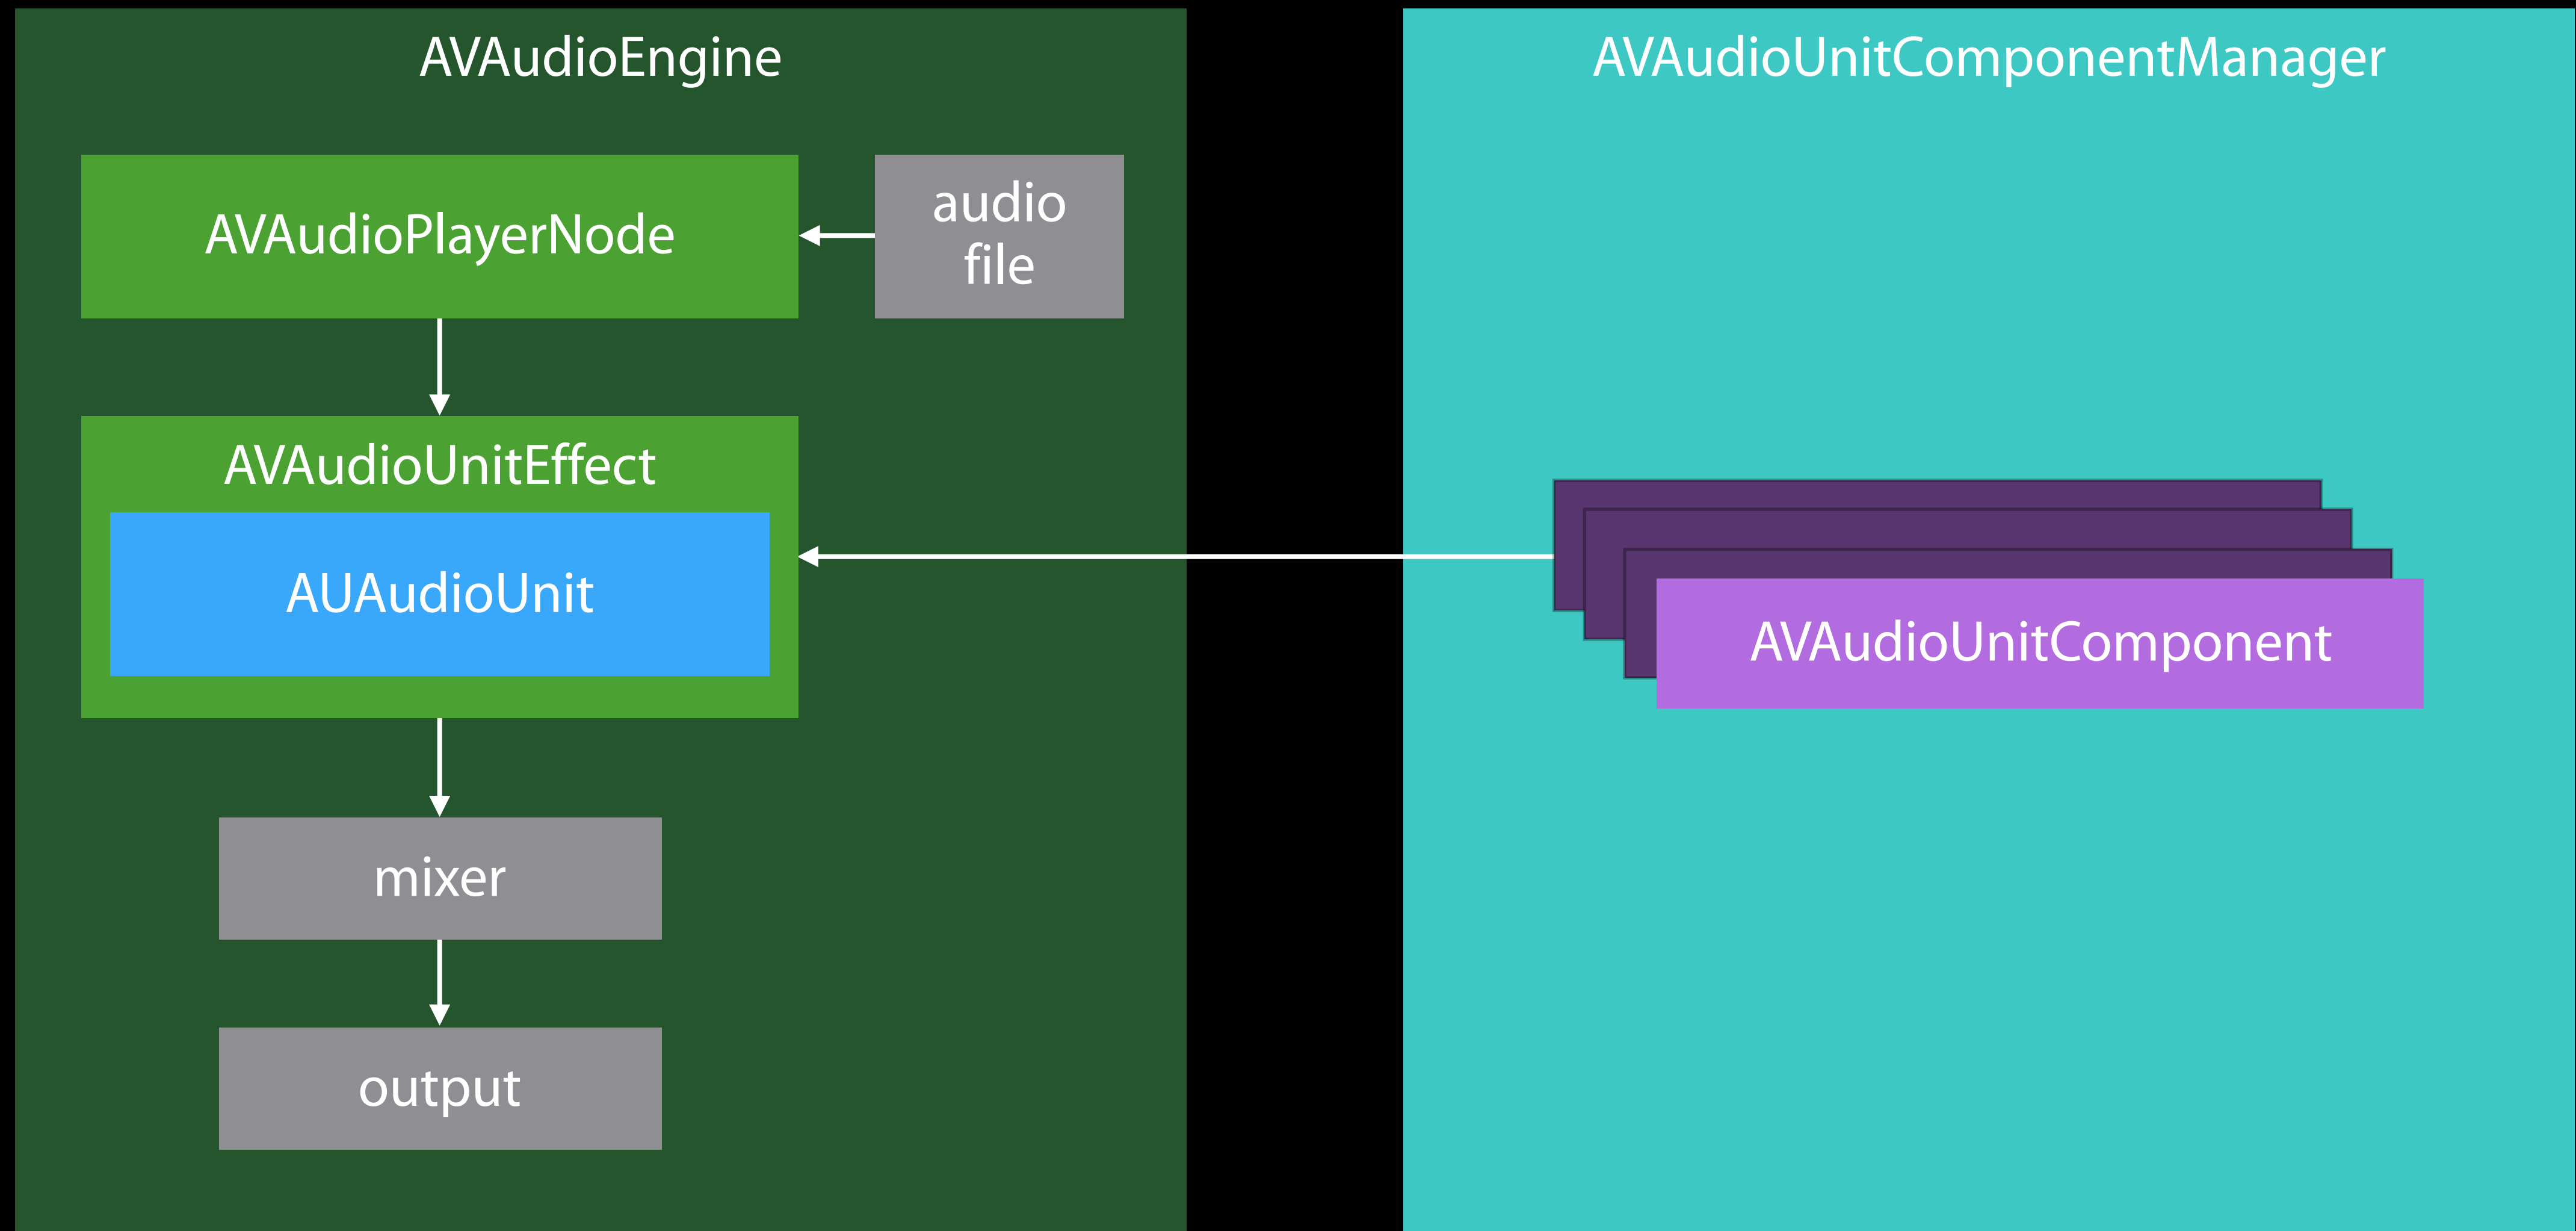 AVAudioEngine
AVAudioPlayerNode
audio
file
AVAudioUnitEffect
AUAudioUnit
mixer
output
AVAudioUnitComponentManager
AVAudioUnitComponent